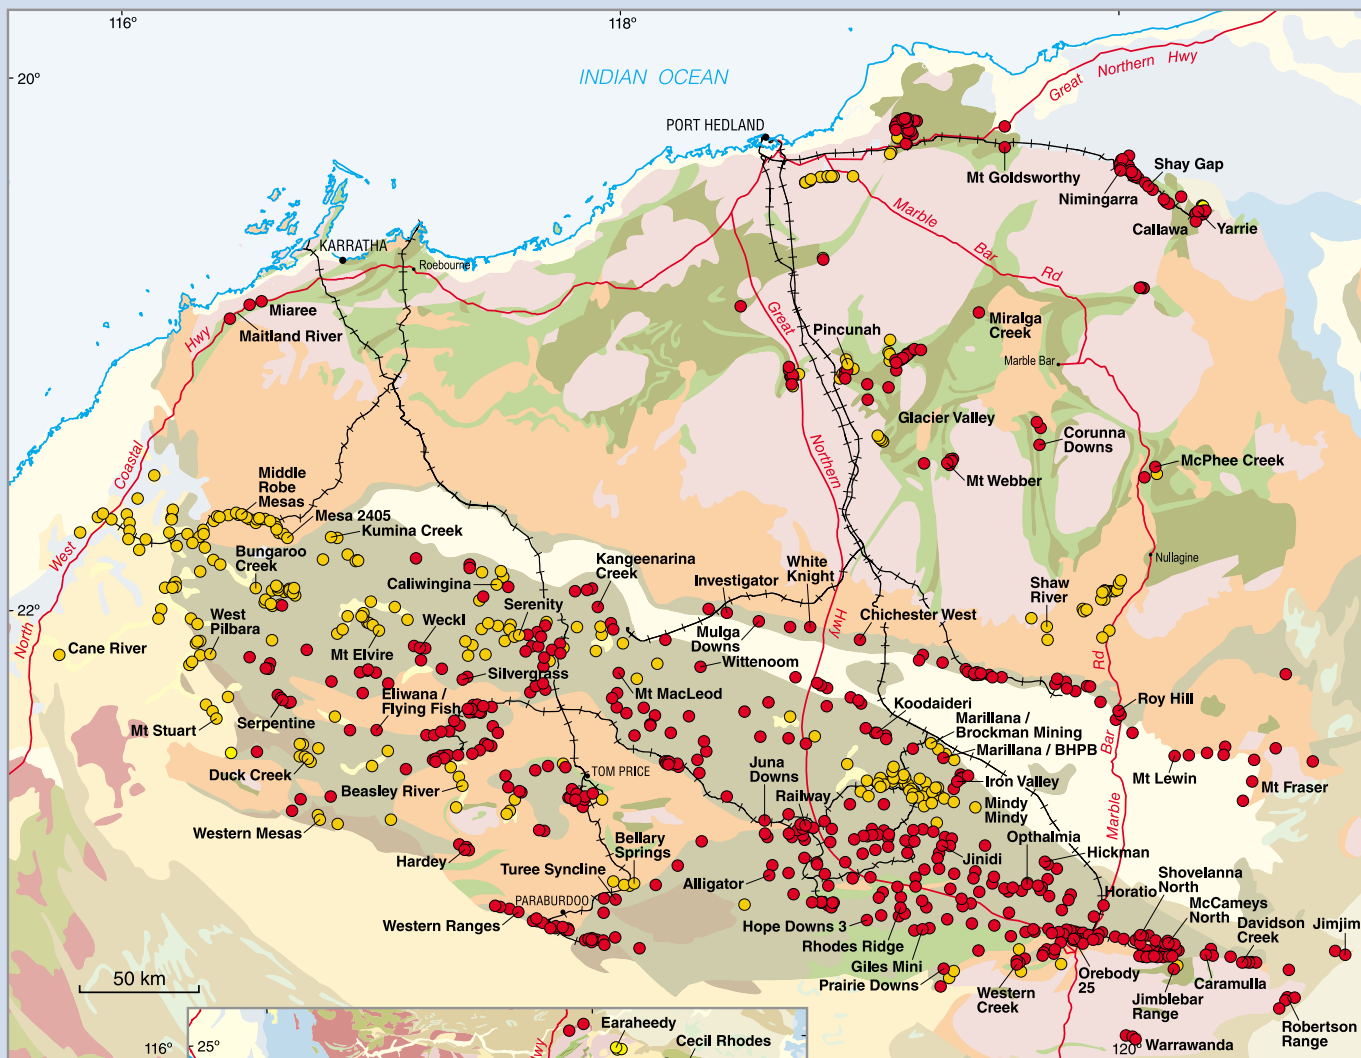 116°
118°
20°
INDIAN OCEAN
Great Northern Hwy
PORT HEDLAND
Mt Goldsworthy
Shay Gap
Nimingarra
Callawa
Yarrie
Marble Bar Rd
KARRATHA
Roebourne
Miaree
Maitland River
Great Northern Hwy
Pincunah
Miralga
Creek
Marble Bar
Glacier Valley
Corunna
Downs
McPhee Creek
Mt Webber
North West Coastal Hwy
Middle
Robe
Mesas
Mesa 2405
Kumina Creek
Bungaroo
Creek
Caliwingina
Kangeenarina
Creek
Investigator
White
Knight
Nullagine
Shaw
River
22°
West
Pilbara
Serenity
Chichester West
Cane River
Weckl
Mt Elvire
Mulga
Downs
Wittenoom
Silvergrass
Eliwana /
Flying Fish
Mt MacLeod
Serpentine
Mt Stuart
Koodaideri
Roy Hill
Marillana /
Brockman Mining
Marillana / BHPB
Marble Bar Rd
Duck Creek
Beasley River
TOM PRICE
Juna
Downs
Railway
Iron Valley
Mt Lewin
Mt Fraser
Mindy
Mindy
Western Mesas
Opthalmia
Hardey
Bellary
Springs
Turee Syncline
Alligator
Jinidi
Hickman
Shovelanna
North
Horatio
PARABURDOO
Western Ranges
Hope Downs 3
Rhodes Ridge
Giles Mini
Prairie Downs
McCameys
North
Davidson
Creek
Jimjim
50 km
Western
Creek
Orebody
25
Jimblebar
Range
Caramulla
Robertson
Range
Warrawanda
120°
116°
25°
Hwy
Earaheedy
Cecil Rhodes